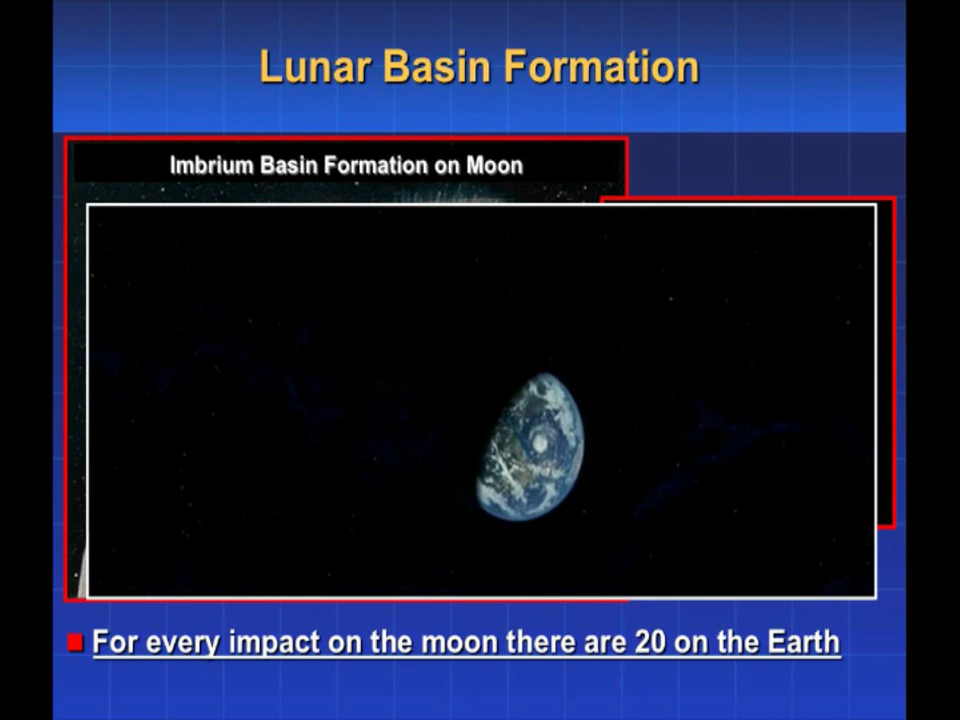 Lunar Basin Formation
Imbrium Basin Formation on Moon
For every impact on the moon there are 20 on the Earth